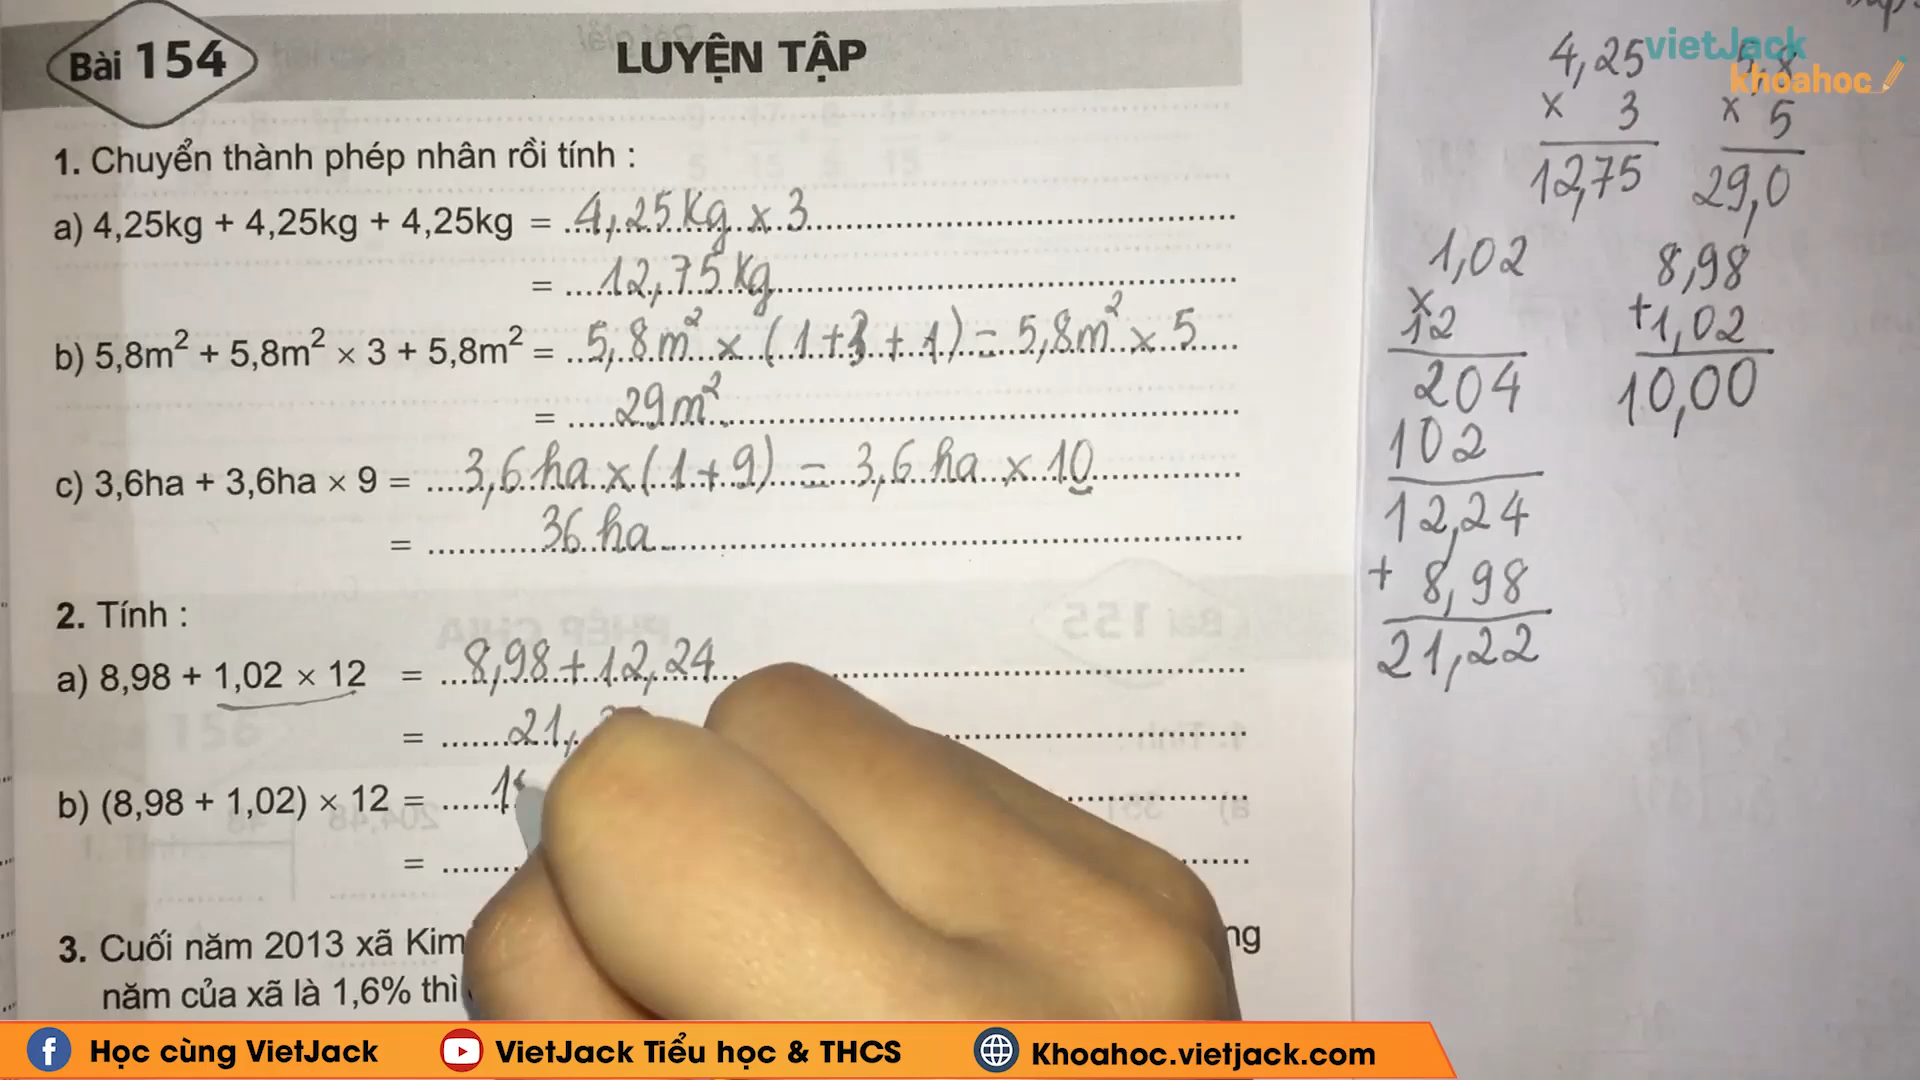 Bài 154
LUYỆN TẬP
1. Chuyển thành phép nhân rồi tính :
a) 4,25kg + 4,25kg + 4,25kg = 4,25kg x 3
= 12,75kg
b) 5,8m² + 5,8m² × 3 + 5,8m² = 5,8m² x (1+3+1) = 5,8m² x 5
= 29m²
c) 3,6ha + 3,6ha × 9 = 3,6ha x (1+9) = 3,6 ha x 10
= 36 ha
2. Tính :
a) 8,98 + 1,02 × 12 = 8,98 + 12,24
= 21,
b) (8,98 + 1,02) × 12 = 1
=
3. Cuối năm 2013 xã Kim
năm của xã là 1,6% thì
vietJack
khoahoc
4,25
x 3
12,75
5,8
x 5
29,0
1,02
x
12
204
102
12,24
+ 8,98
21,22
8,98
+1,02
10,00
Học cùng VietJack
VietJack Tiểu học & THCS
Khoahoc.vietjack.com